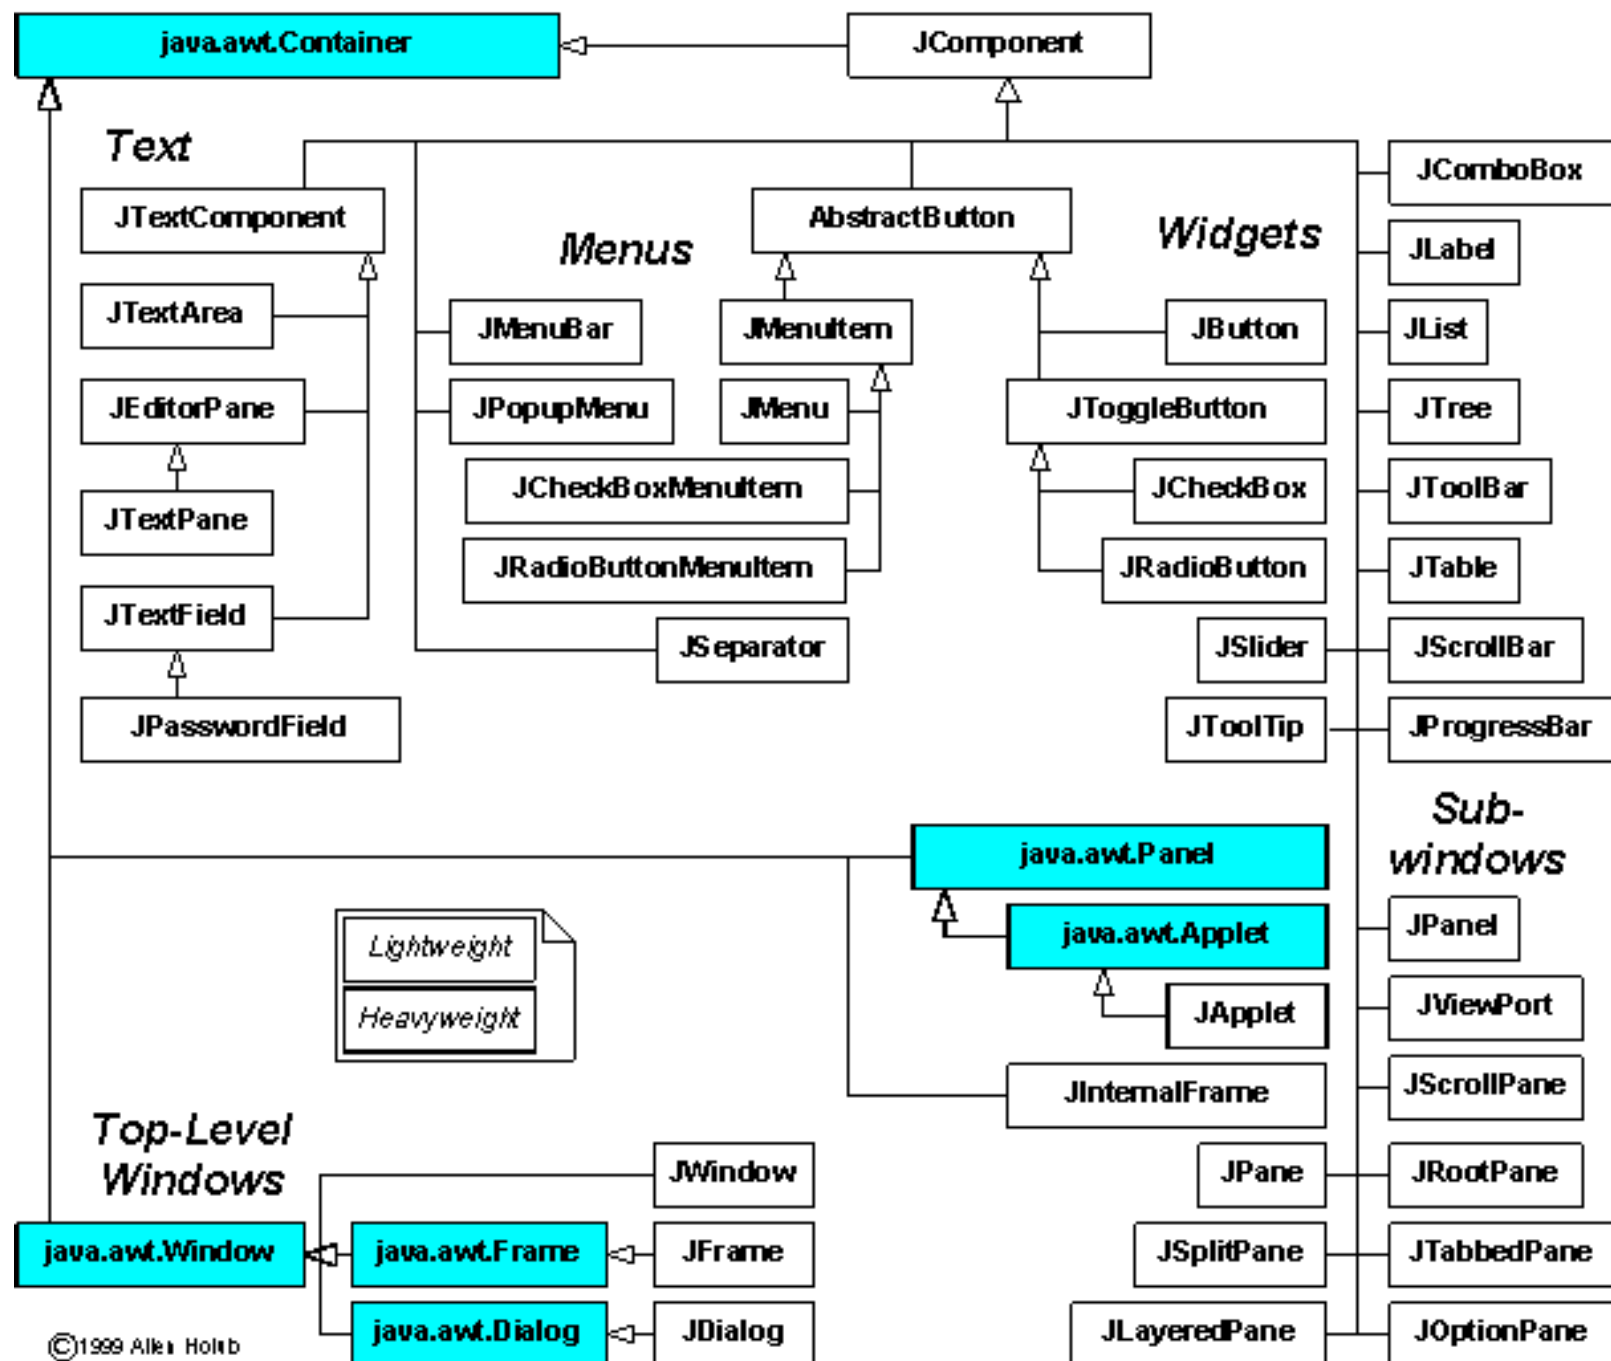 java.awt.Container
JComponent
Text
JComboBox
JTextComponent
AbstractButton
Menus
Widgets
JLabel
JTextArea
JMenuBar
JMenuItem
JButton
JList
JEditorPane
JPopupMenu
JMenu
JToggleButton
JTree
JCheckBoxMenuItem
JCheckBox
JToolBar
JTextPane
JRadioButtonMenuItem
JRadioButton
JTable
JTextField
JSeparator
JSlider
JScrollBar
JPasswordField
JToolTip
JProgressBar
Sub-
windows
java.awt.Panel
JPanel
Lightweight
java.awt.Applet
Heavyweight
JApplet
JViewPort
JInternalFrame
JScrollPane
Top-Level
Windows
JWindow
JPane
JRootPane
java.awt.Window
java.awt.Frame
JFrame
JSplitPane
JTabbedPane
java.awt.Dialog
JDialog
JLayeredPane
JOptionPane
©1999 Allen Holub